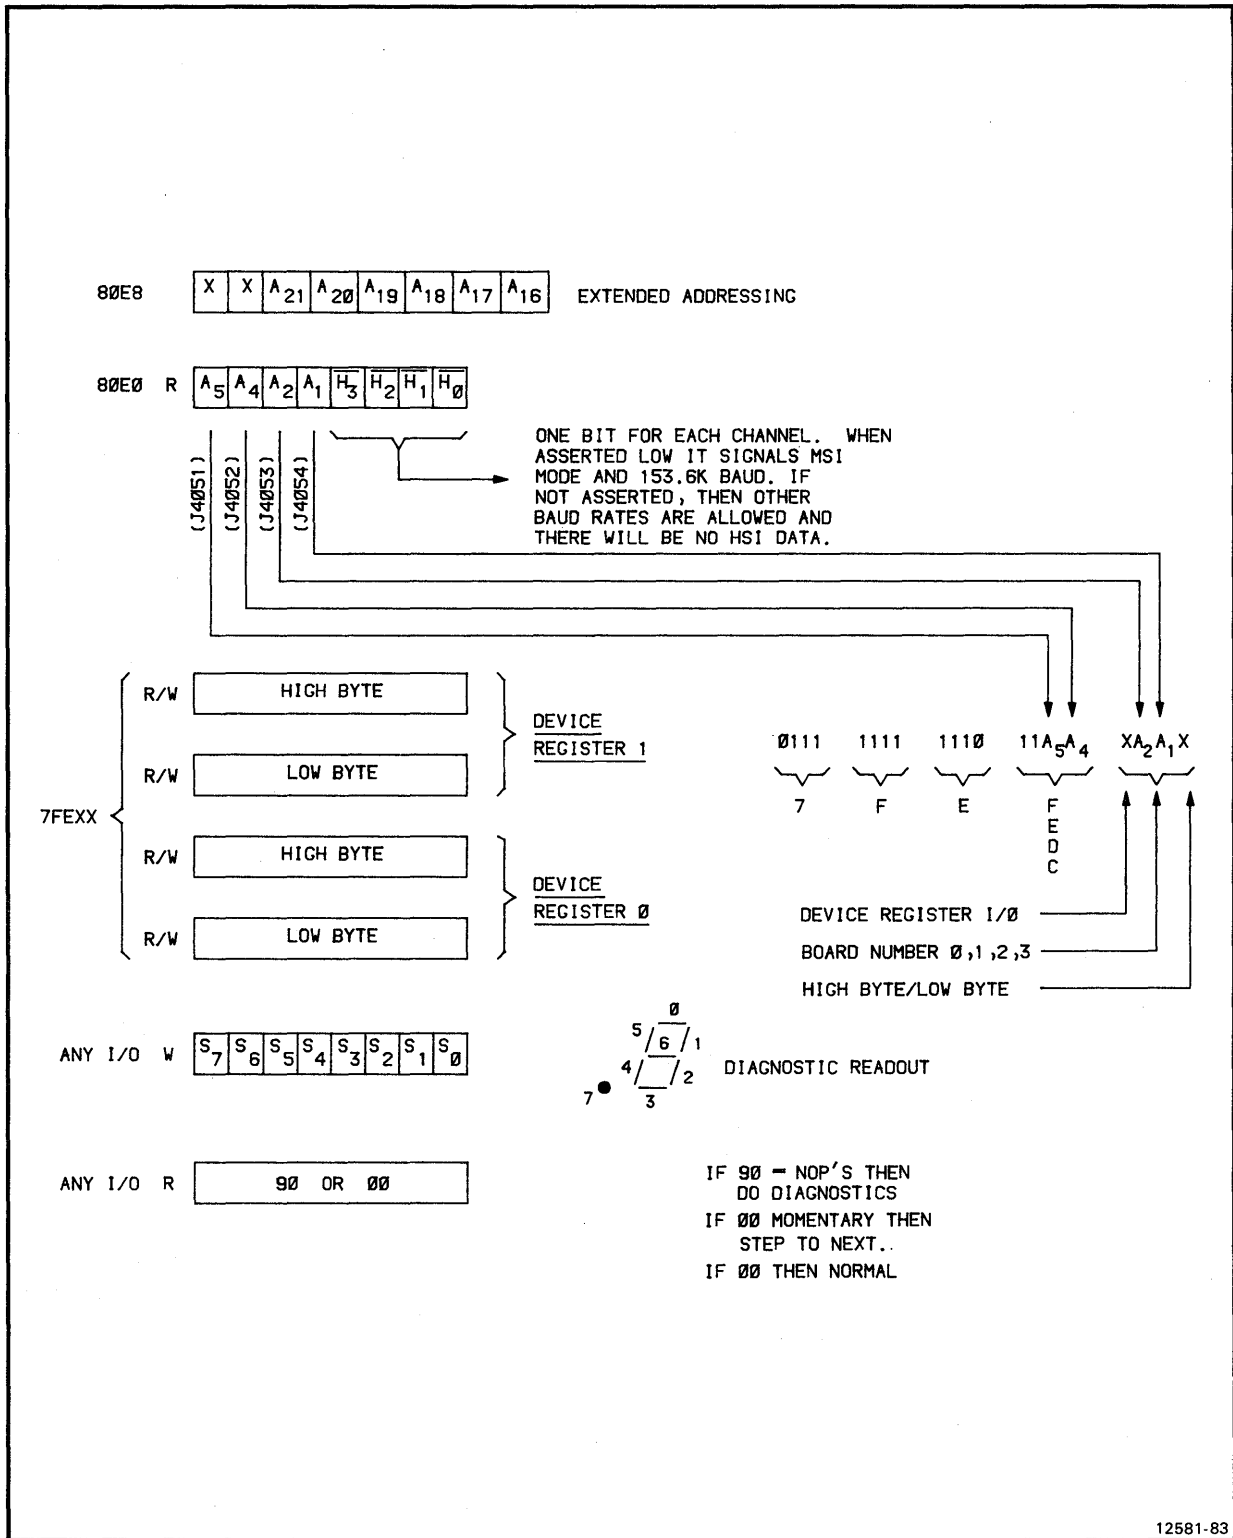 80E8 X X A21 A20 A19 A18 A17 A16 EXTENDED ADDRESSING
80E0 R A5 A4 A2 A1 H3 H2 H1 H0
(J4051) (J4052) (J4053) (J4054)
ONE BIT FOR EACH CHANNEL. WHEN
ASSERTED LOW IT SIGNALS MSI
MODE AND 153.6K BAUD. IF
NOT ASSERTED, THEN OTHER
BAUD RATES ARE ALLOWED AND
THERE WILL BE NO HSI DATA.
7FEXX
R/W HIGH BYTE
R/W LOW BYTE
DEVICE
REGISTER 1
R/W HIGH BYTE
R/W LOW BYTE
DEVICE
REGISTER 0
0111 1111 1110 11A5A4 XA2A1X
7 F E F
E
D
C
DEVICE REGISTER 1/0
BOARD NUMBER 0,1,2,3
HIGH BYTE/LOW BYTE
ANY I/O W S7 S6 S5 S4 S3 S2 S1 S0
0
5 6 1
4 2
7 3
DIAGNOSTIC READOUT
ANY I/O R 90 OR 00
IF 90 - NOP'S THEN
DO DIAGNOSTICS
IF 00 MOMENTARY THEN
STEP TO NEXT..
IF 00 THEN NORMAL
12581-83